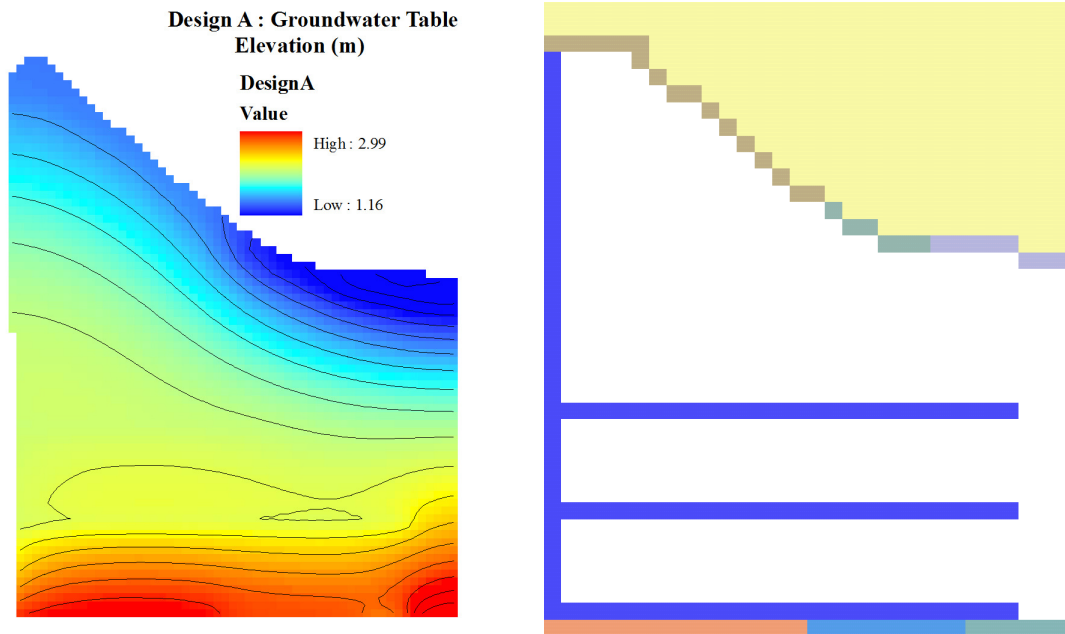 Design A : Groundwater Table
Elevation (m)
DesignA
Value
High : 2.99
Low : 1.16